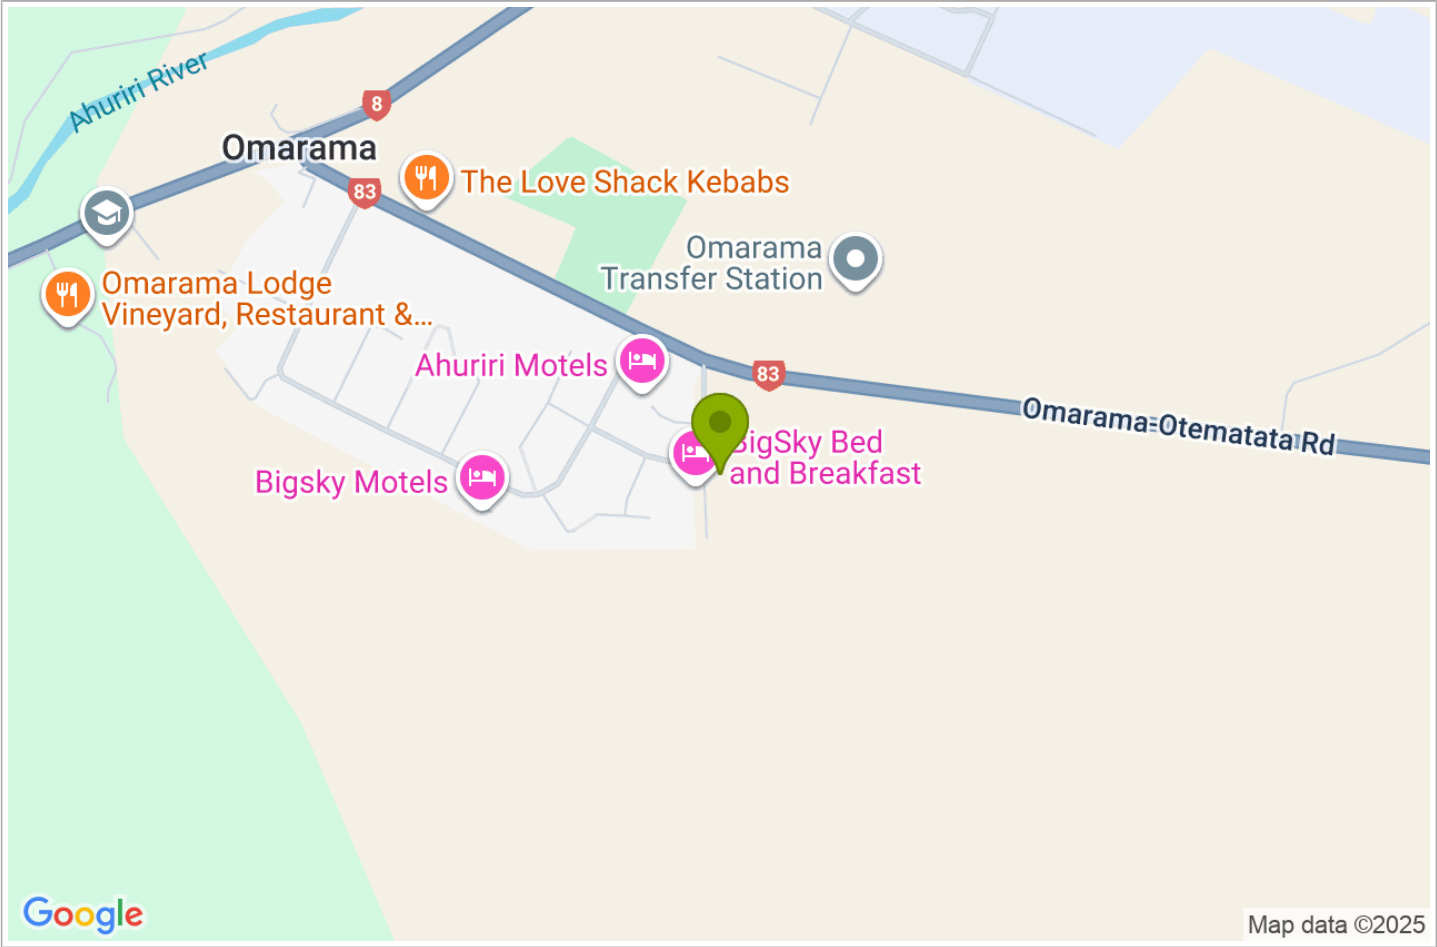 Ahuriri River
8
Omarama
83
The Love Shack Kebabs
Omarama
Transfer Station
Omarama Lodge
Vineyard, Restaurant &...
Ahuriri Motels
83
Omarama-Otematata Rd
BigSky Bed
and Breakfast
Bigsky Motels
Google
Map data ©2025